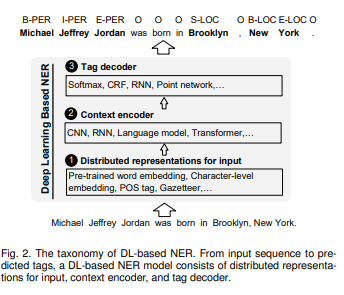 B-PER I-PER E-PER O O O S-LOC O B-LOC E-LOC O
Michael Jeffrey Jordan was born in Brooklyn , New York .
Deep Learning Based NER
3 Tag decoder
Softmax, CRF, RNN, Point network,...
2 Context encoder
CNN, RNN, Language model, Transformer,...
1 Distributed representations for input
Pre-trained word embedding, Character-level
embedding, POS tag, Gazetteer,...
Michael Jeffrey Jordan was born in Brooklyn, New York.
Fig. 2. The taxonomy of DL-based NER. From input sequence to pre-
dicted tags, a DL-based NER model consists of distributed representa-
tions for input, context encoder, and tag decoder.